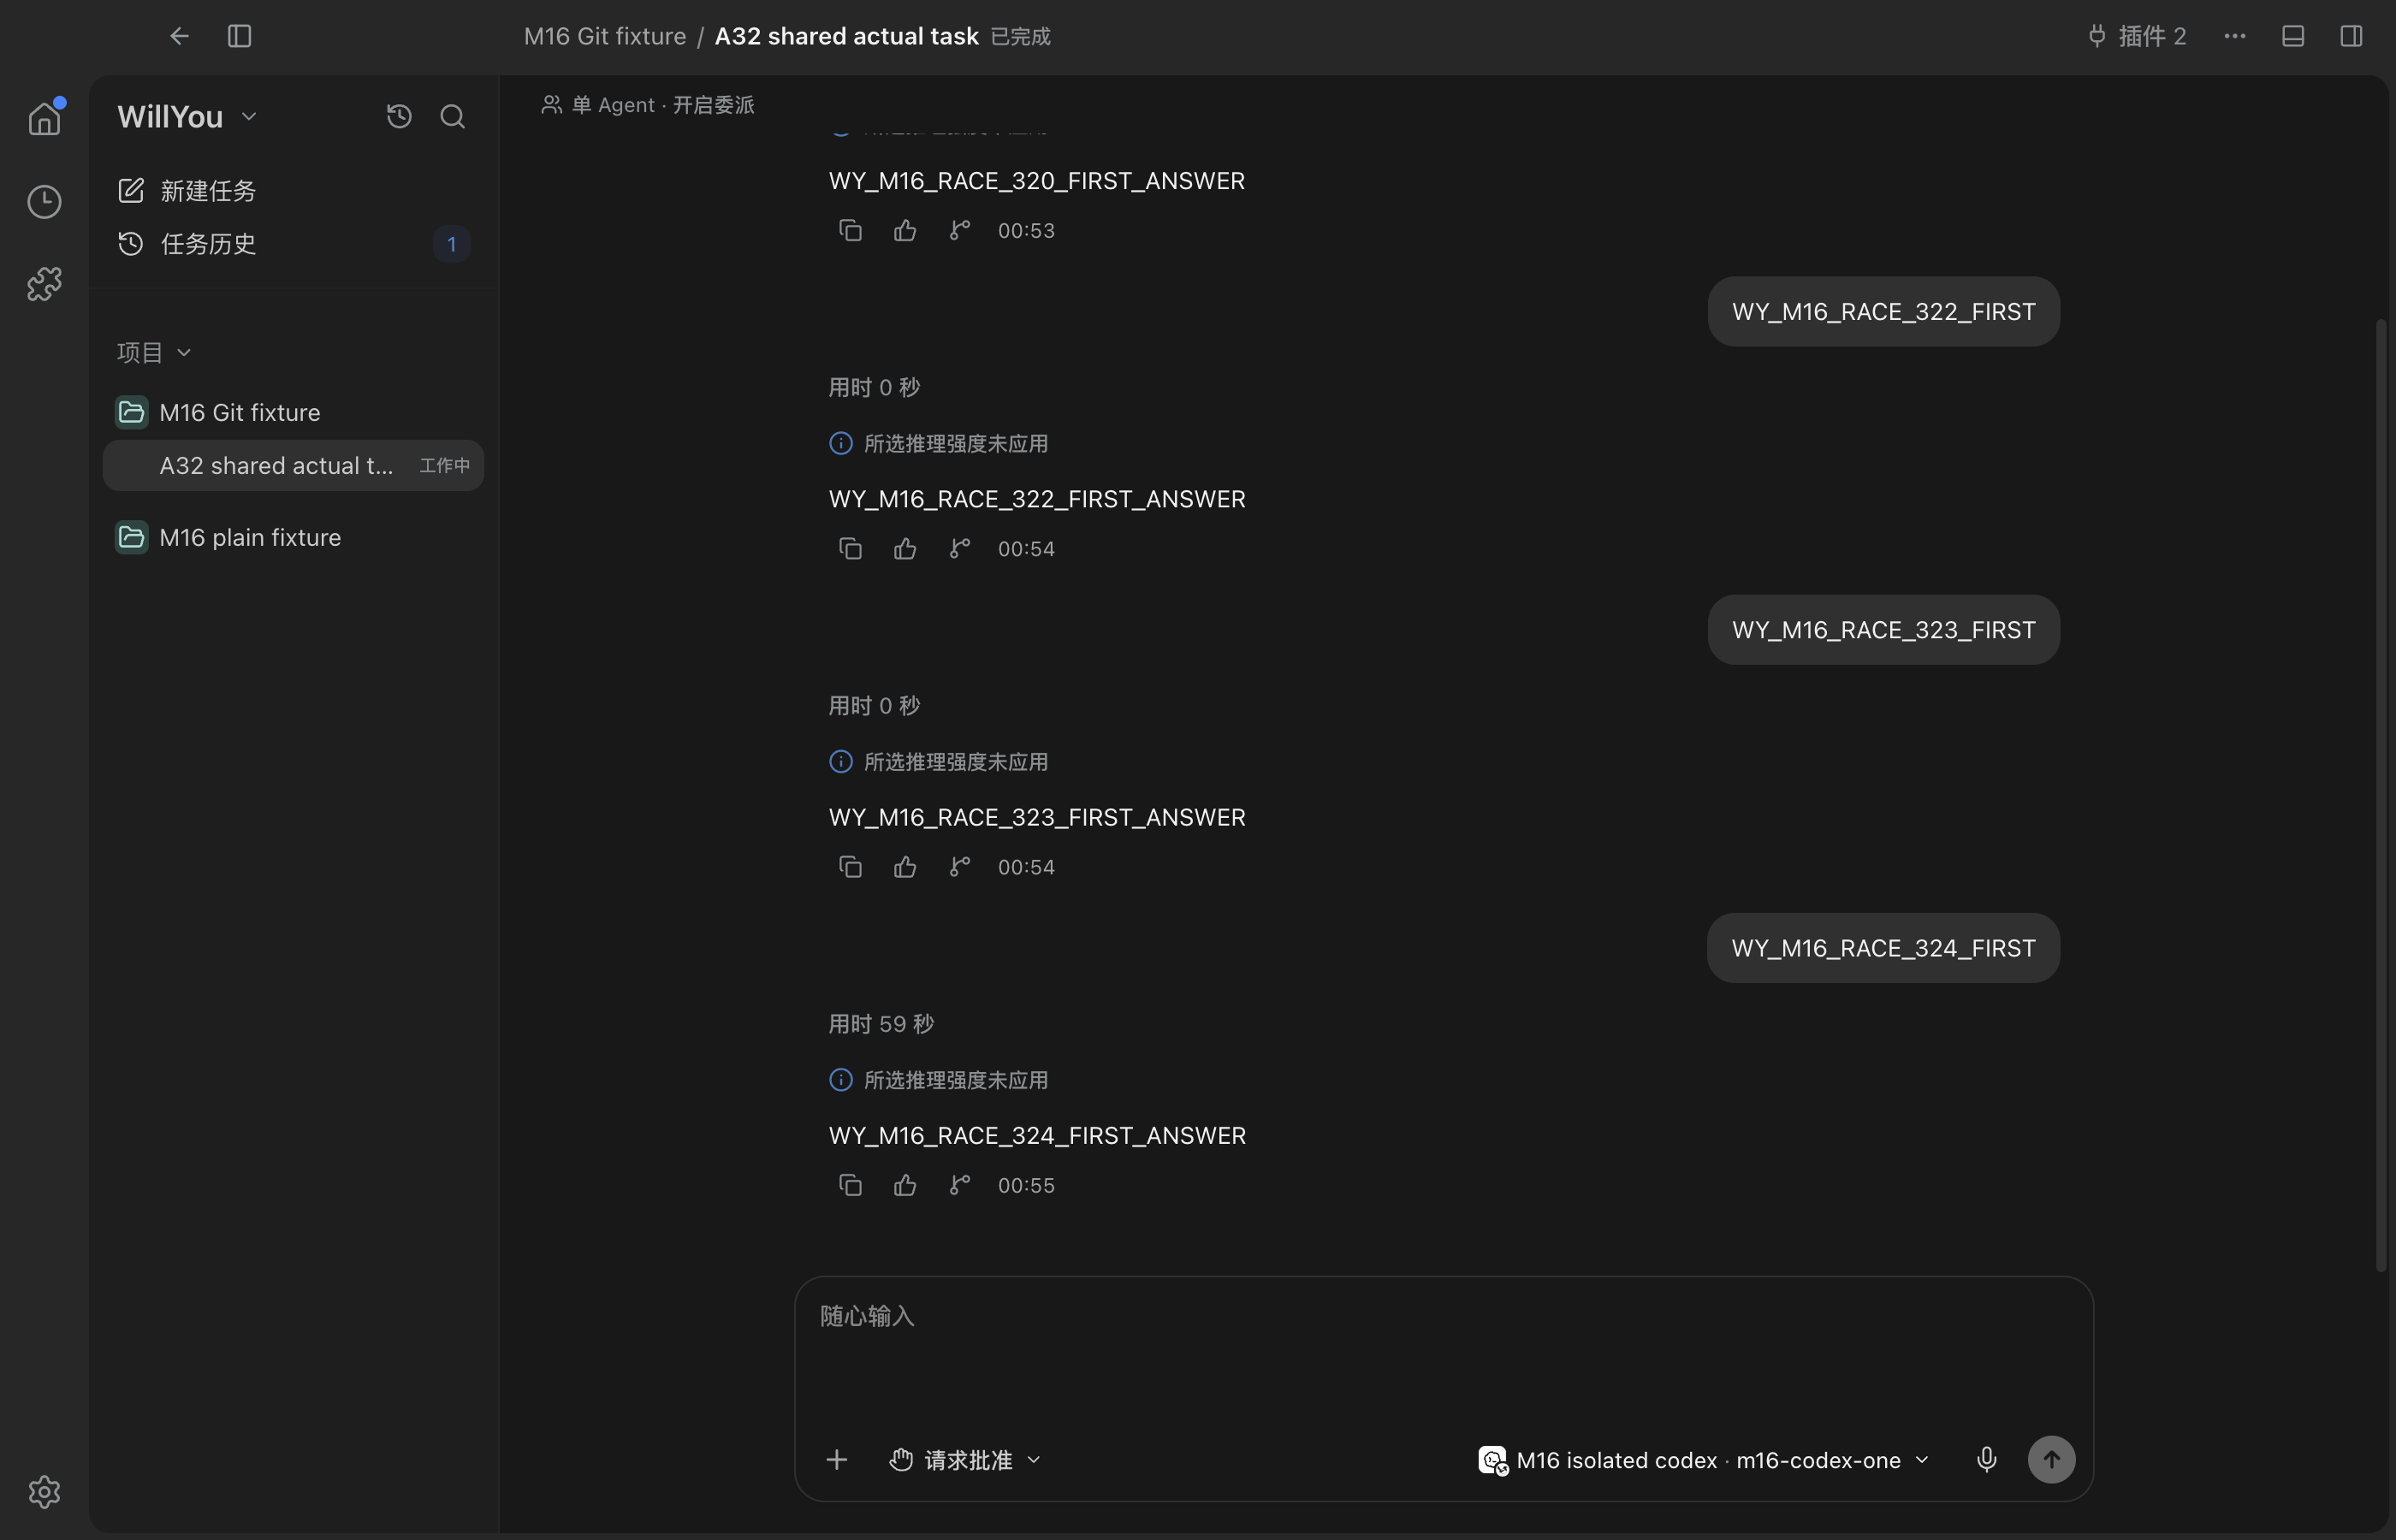 M16 Git fixture / A32 shared actual task 已完成
插件 2
WillYou
新建任务
任务历史 1
项目
M16 Git fixture
A32 shared actual t... 工作中
M16 plain fixture
单 Agent · 开启委派
WY_M16_RACE_320_FIRST_ANSWER
00:53
WY_M16_RACE_322_FIRST
用时 0 秒
所选推理强度未应用
WY_M16_RACE_322_FIRST_ANSWER
00:54
WY_M16_RACE_323_FIRST
用时 0 秒
所选推理强度未应用
WY_M16_RACE_323_FIRST_ANSWER
00:54
WY_M16_RACE_324_FIRST
用时 59 秒
所选推理强度未应用
WY_M16_RACE_324_FIRST_ANSWER
00:55
随心输入
请求批准
M16 isolated codex · m16-codex-one